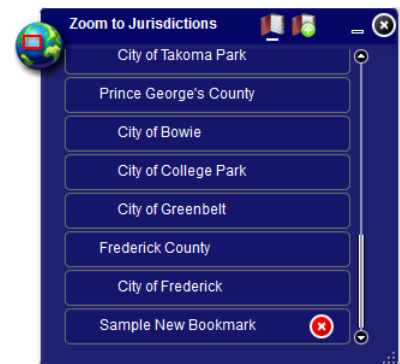 Zoom to Jurisdictions
City of Takoma Park
Prince George's County
City of Bowie
City of College Park
City of Greenbelt
Frederick County
City of Frederick
Sample New Bookmark